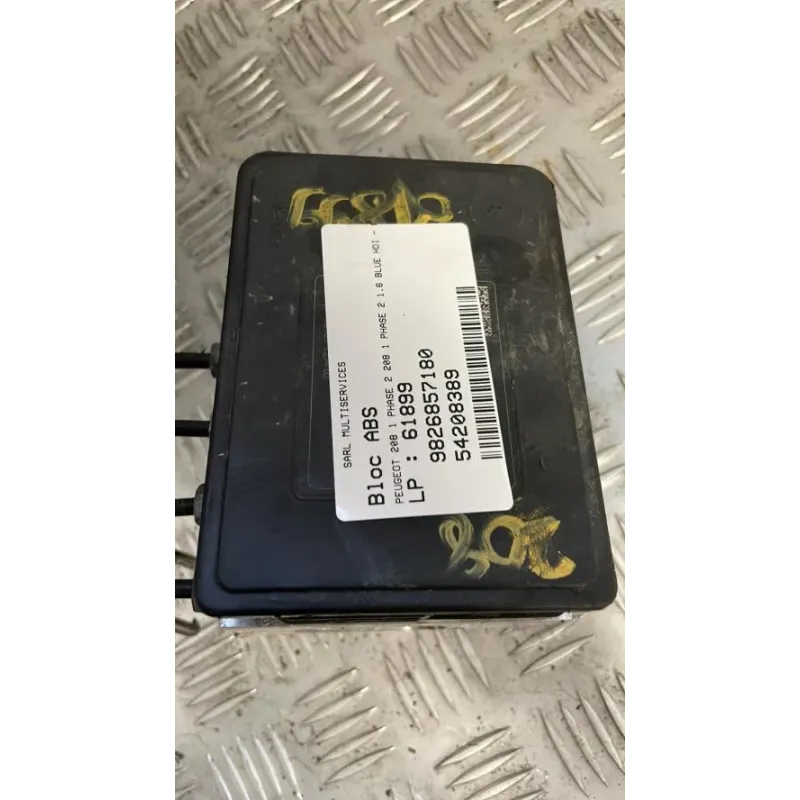 SARL MULTISERVICES
Bloc ABS
PEUGEOT 208 1 PHASE 2 208 1 PHASE 2 1.6 BLUE HDI -
LP : 61899
9826857180
54208389
208